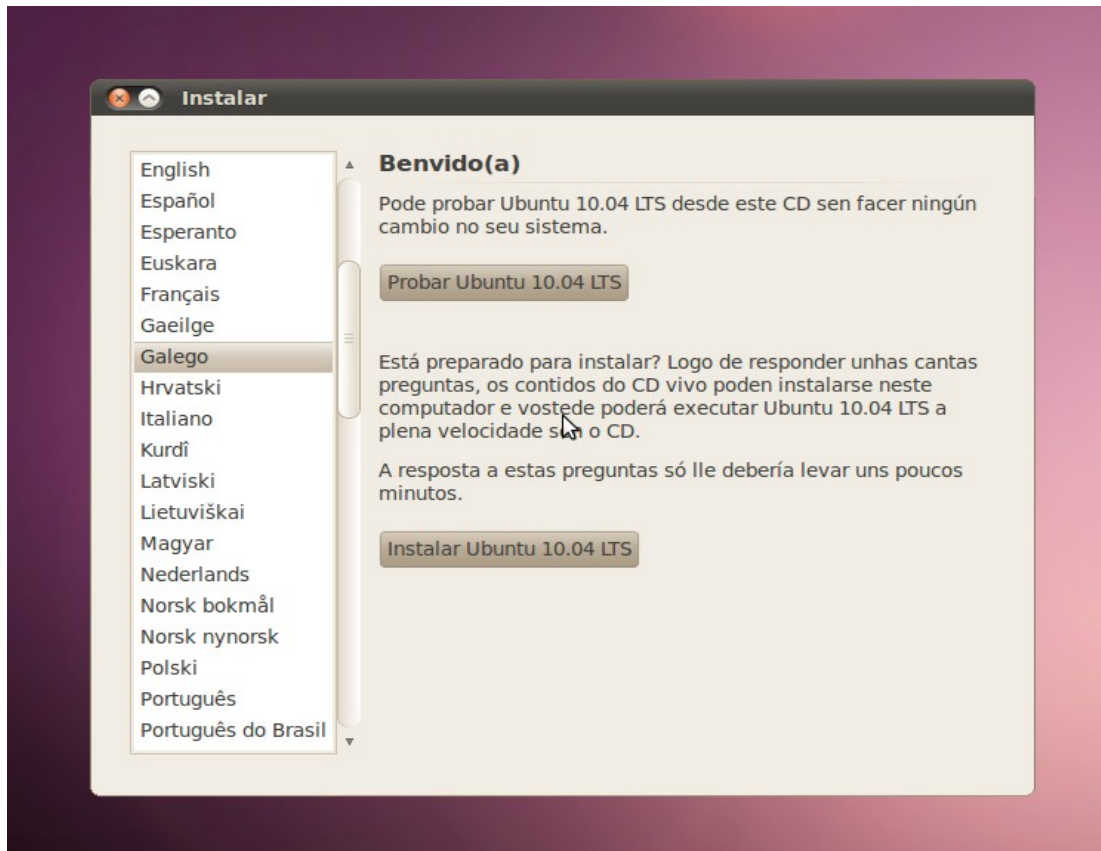 Instalar
English
Español
Esperanto
Euskara
Français
Gaeilge
Galego
Hrvatski
Italiano
Kurdî
Latviski
Lietuviškai
Magyar
Nederlands
Norsk bokmål
Norsk nynorsk
Polski
Português
Português do Brasil
Benvido(a)
Pode probar Ubuntu 10.04 LTS desde este CD sen facer ningún
cambio no seu sistema.
Probar Ubuntu 10.04 LTS
Está preparado para instalar? Logo de responder unhas cantas
preguntas, os contidos do CD vivo poden instalarse neste
computador e vostede poderá executar Ubuntu 10.04 LTS a
plena velocidade sen o CD.
A resposta a estas preguntas só lle debería levar uns poucos
minutos.
Instalar Ubuntu 10.04 LTS